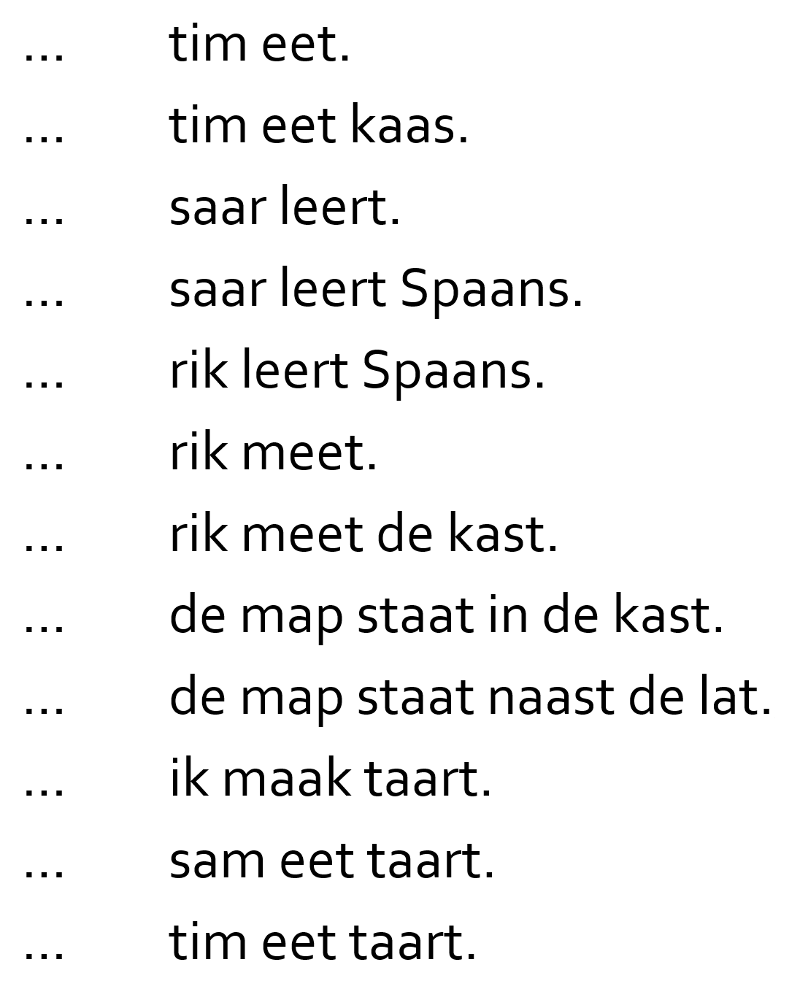 ... tim eet.
... tim eet kaas.
... saar leert.
... saar leert Spaans.
... rik leert Spaans.
... rik meet.
... rik meet de kast.
... de map staat in de kast.
... de map staat naast de lat.
... ik maak taart.
... sam eet taart.
... tim eet taart.